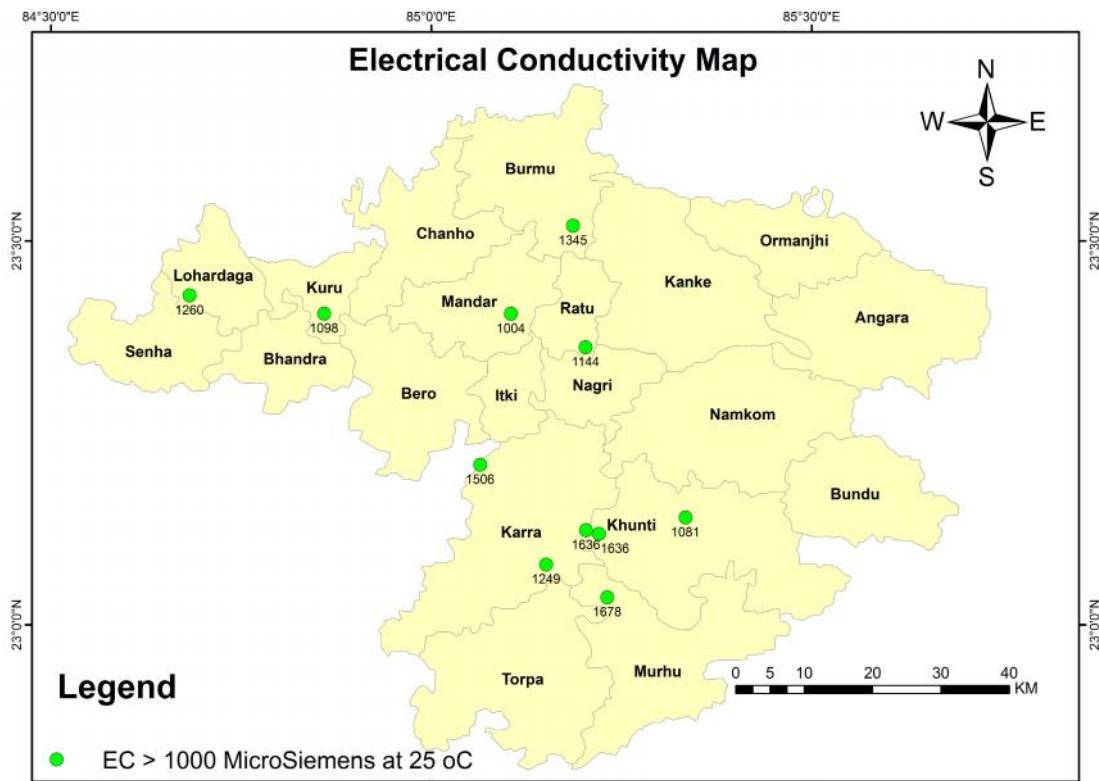 84°30'0"E
85°0'0"E
85°30'0"E
Electrical Conductivity Map
N
W
E
S
Burmu
Chanho
1345
Ormanjhi
23°30'0"N
23°30'0"N
Lohardaga
Kuru
Kanke
Mandar
Ratu
1260
1098
1004
Angara
Senha
Bhandra
1144
Nagri
Bero
Itki
Namkom
1506
Bundu
Karra
Khunti
1081
1636
1636
1249
1678
23°0'0"N
23°0'0"N
Torpa
Murhu
0 5 10 20 30 40
KM
Legend
EC > 1000 MicroSiemens at 25 oC